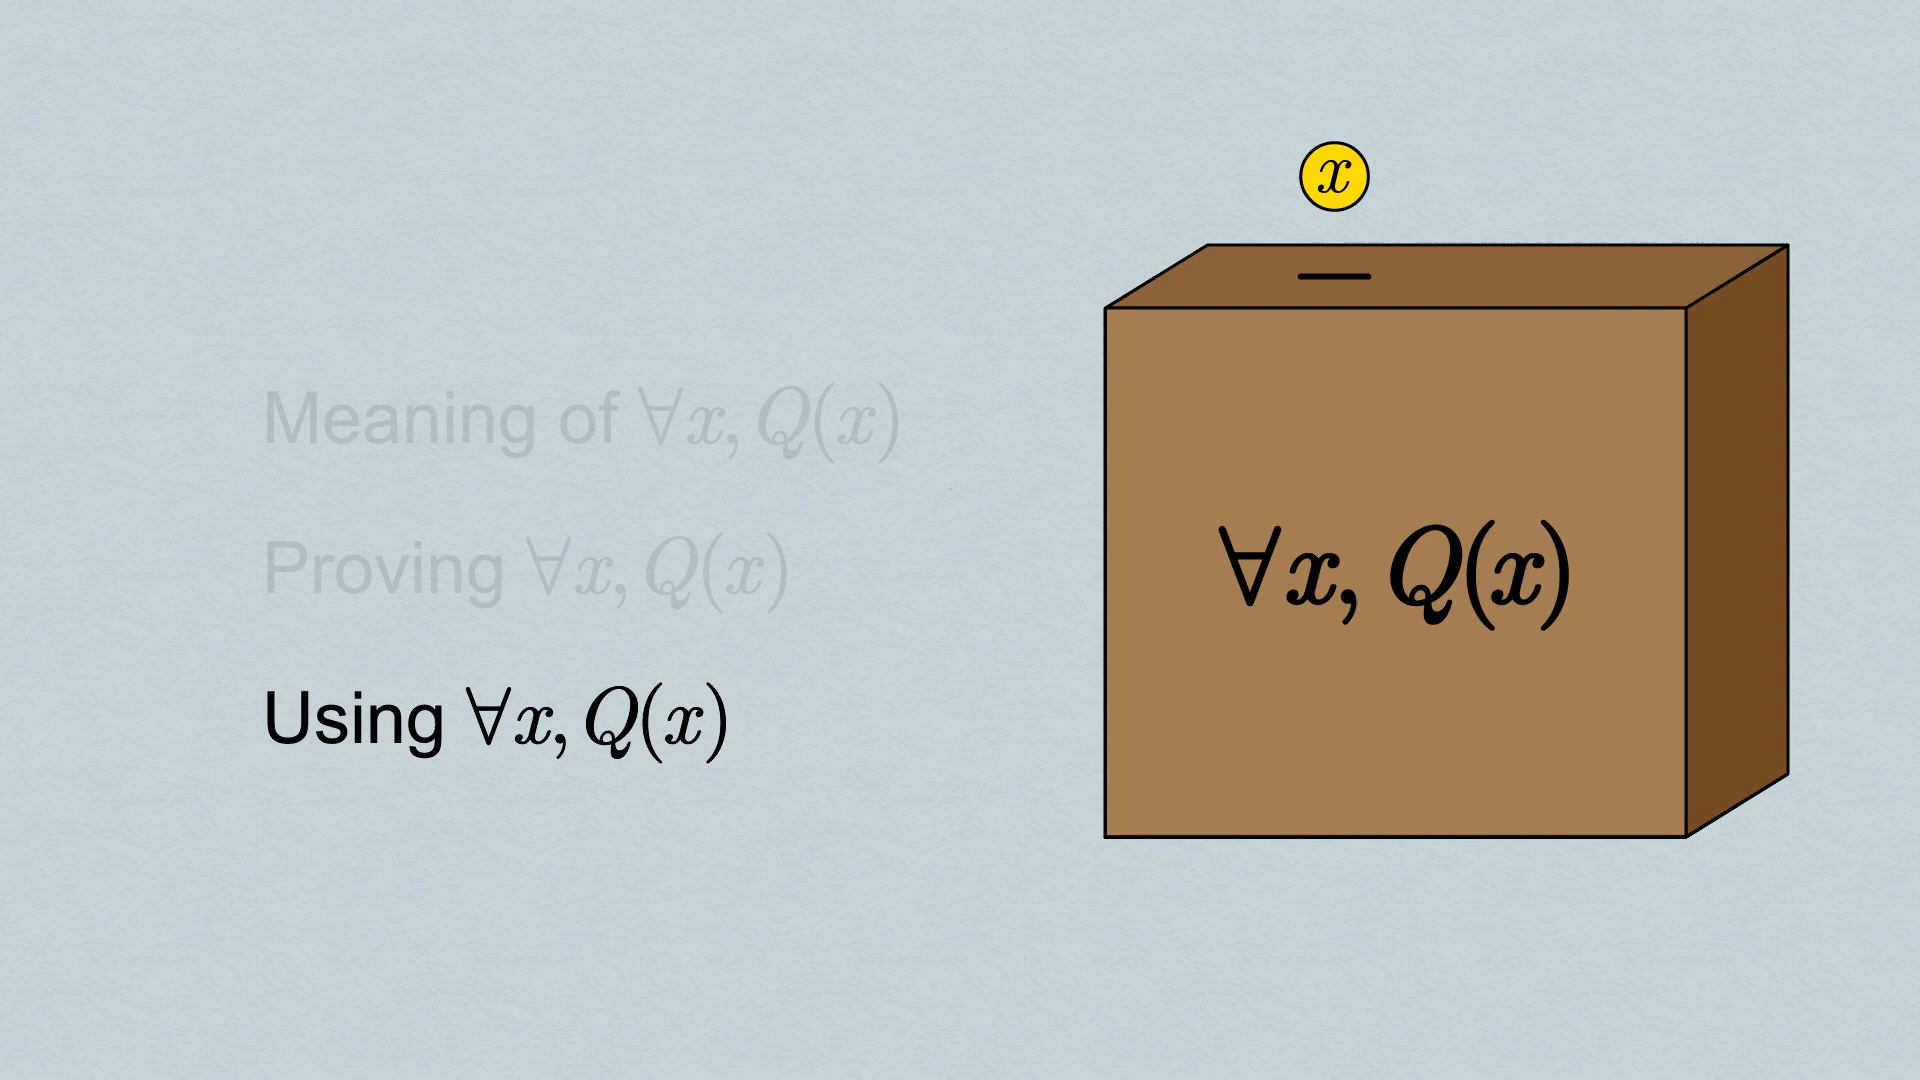 Meaning of ∀x, Q(x)
Proving ∀x, Q(x)
Using ∀x, Q(x)
x
∀x, Q(x)